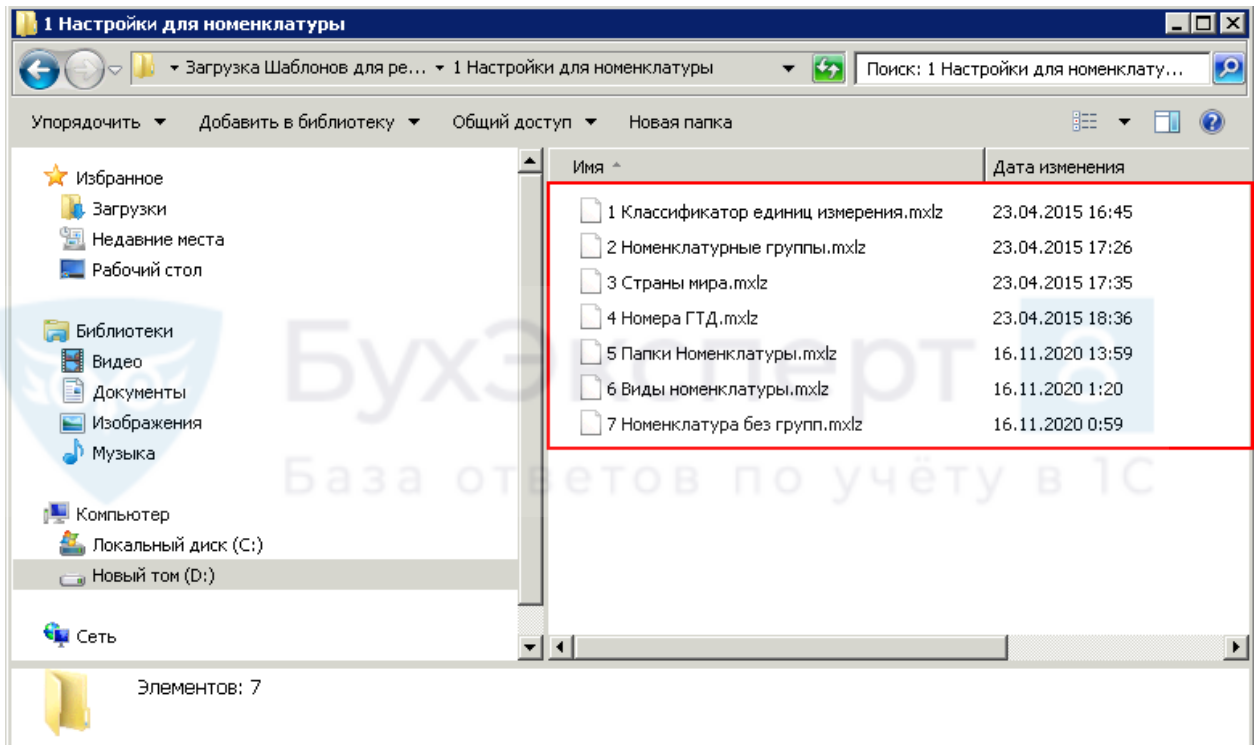 1 Настройки для номенклатуры
Загрузка Шаблонов для ре... 1 Настройки для номенклатуры Поиск: 1 Настройки для номенклату...
Упорядочить Добавить в библиотеку Общий доступ Новая папка
Избранное
Загрузки
Недавние места
Рабочий стол
Библиотеки
Видео
Документы
Изображения
Музыка
Компьютер
Локальный диск (C:)
Новый том (D:)
Сеть
Имя Дата изменения
1 Классификатор единиц измерения.mxlz 23.04.2015 16:45
2 Номенклатурные группы.mxlz 23.04.2015 17:26
3 Страны мира.mxlz 23.04.2015 17:35
4 Номера ГТД.mxlz 23.04.2015 18:36
5 Папки Номенклатуры.mxlz 16.11.2020 13:59
6 Виды номенклатуры.mxlz 16.11.2020 1:20
7 Номенклатура без групп.mxlz 16.11.2020 0:59
Элементов: 7
БухЭксперт 8
База ответов по учёту в 1С